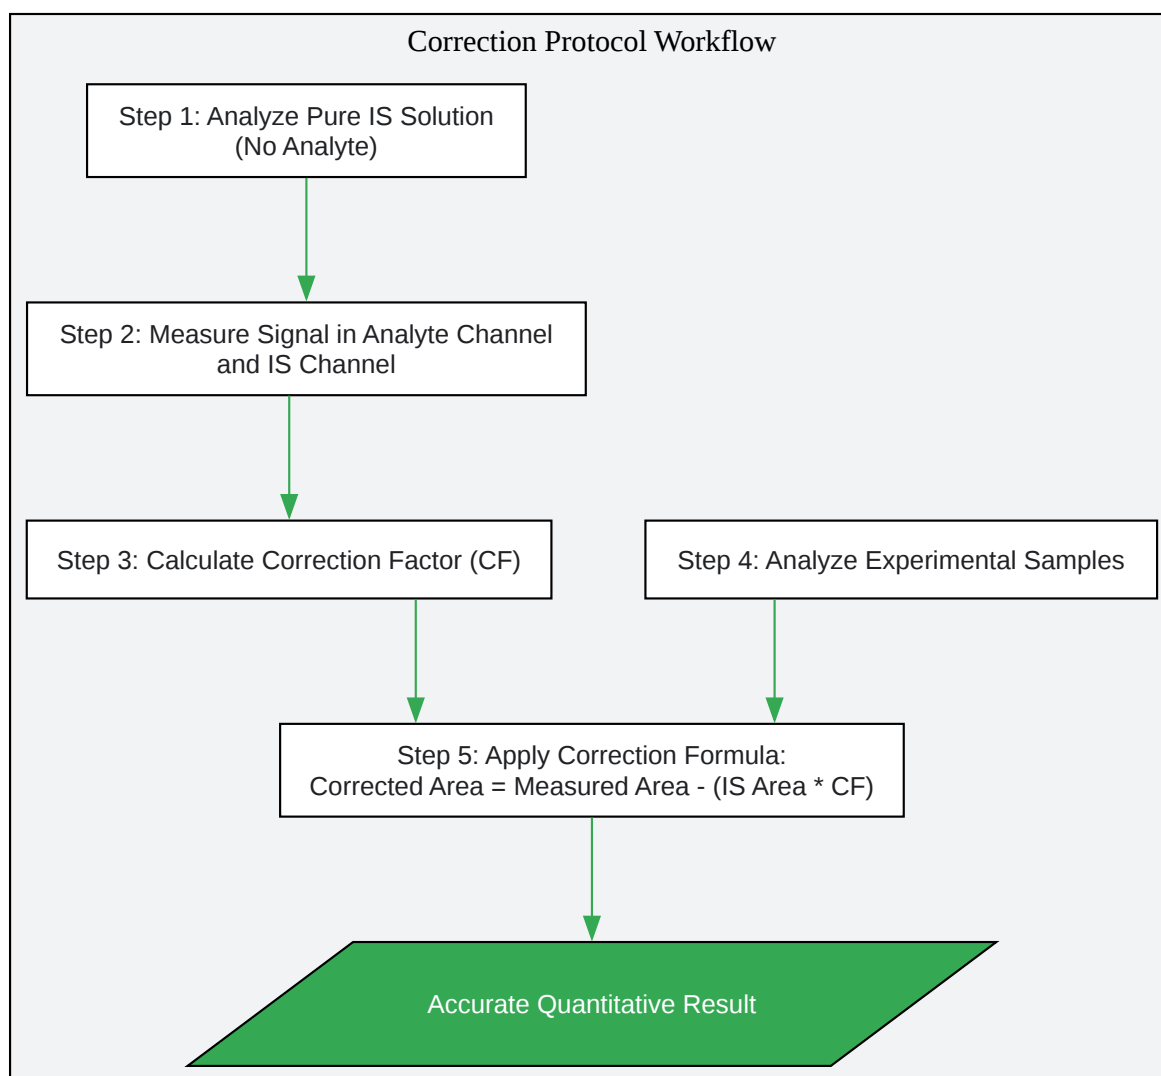 Correction Protocol Workflow
Step 1: Analyze Pure IS Solution
(No Analyte)
Step 2: Measure Signal in Analyte Channel
and IS Channel
Step 3: Calculate Correction Factor (CF)
Step 4: Analyze Experimental Samples
Step 5: Apply Correction Formula:
Corrected Area = Measured Area - (IS Area * CF)
Accurate Quantitative Result